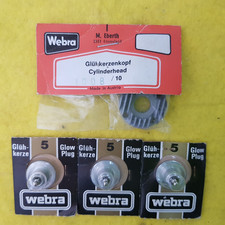 Webra
M. Eberth
Glühkerzenkopf
Cylinderhead
/10
Made in Austria
Glüh-
kerze
5
Glow
Plug
webra
Glüh-
kerze
5
Glow
Plug
webra
Glüh-
kerze
5
Glow
Plug
webra